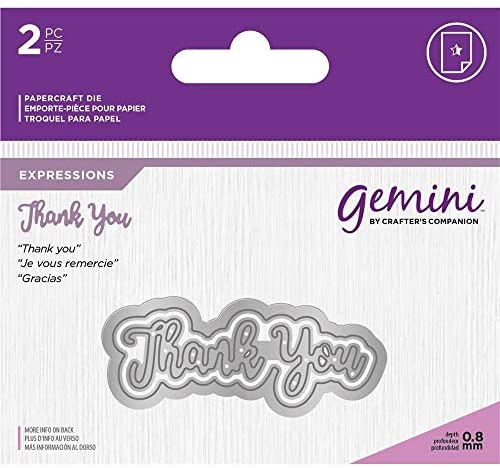 2 PC
PZ
PAPERCRAFT DIE
EMPORTE-PIÈCE POUR PAPIER
TROQUEL PARA PAPEL
EXPRESSIONS
Thank You
"Thank you"
"Je vous remercie"
"Gracias"
gemini™
BY CRAFTER'S COMPANION
Thank You
MORE INFO ON BACK
PLUS D'INFO AU VERSO
MÁS INFORMACIÓN AL DORSO
depth
profondeur
profundidad
0.8
mm